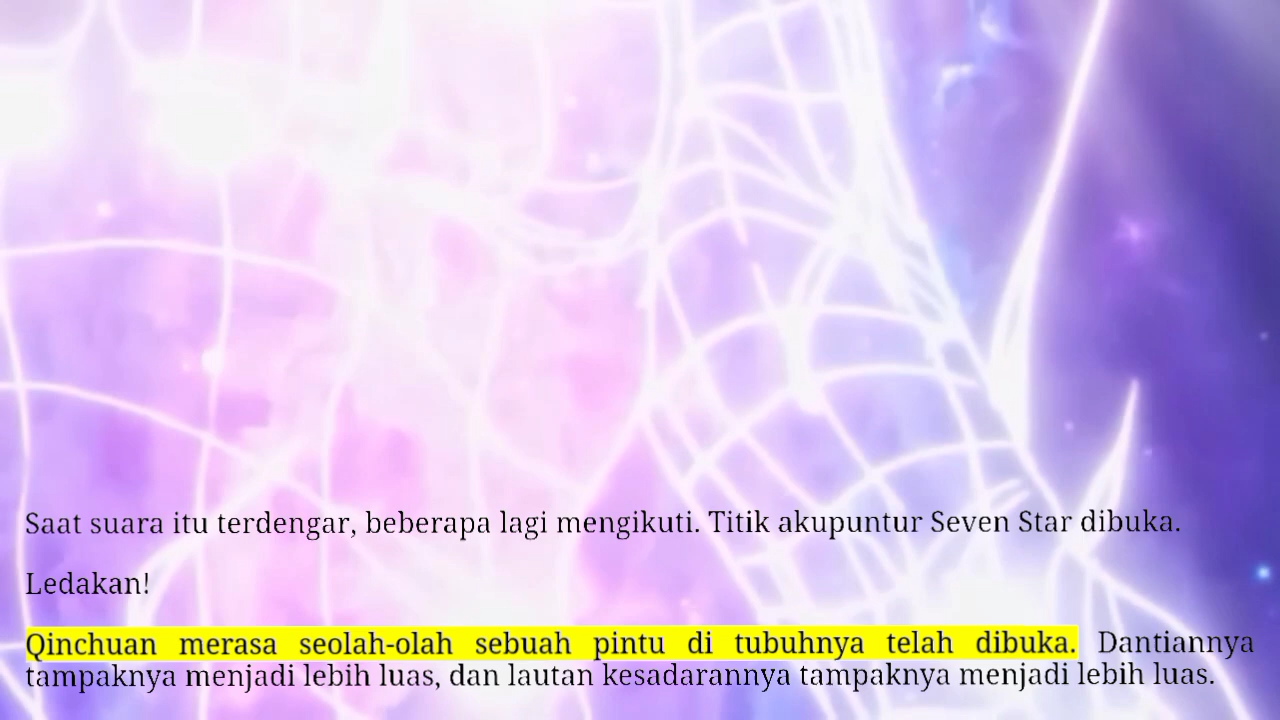 Saat suara itu terdengar, beberapa lagi mengikuti. Titik akupuntur Seven Star dibuka.
Ledakan!
Qinchuan merasa seolah-olah sebuah pintu di tubuhnya telah dibuka. Dantiannya
tampaknya menjadi lebih luas, dan lautan kesadarannya tampaknya menjadi lebih luas.